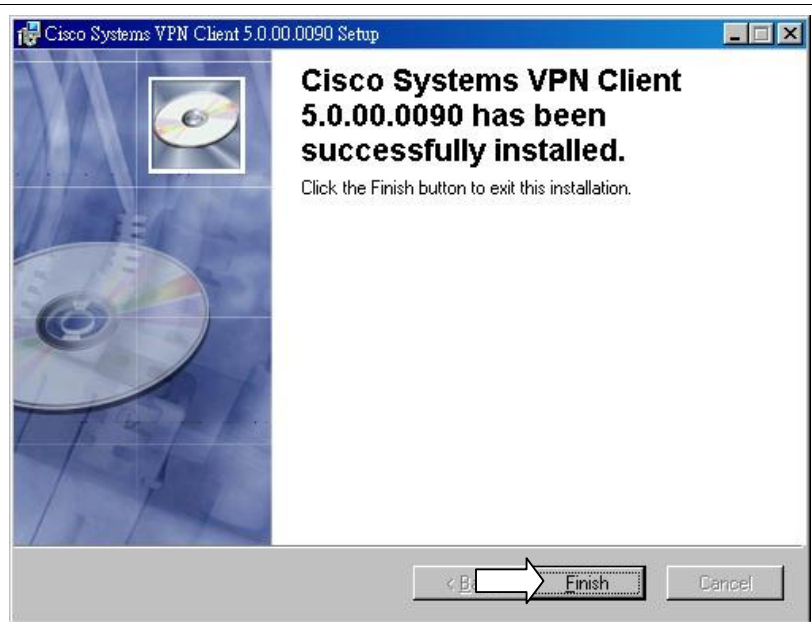 Cisco Systems VPN Client 5.0.00.0090 Setup
Cisco Systems VPN Client
5.0.00.0090 has been
successfully installed.
Click the Finish button to exit this installation.
< B
Finish
Cancel